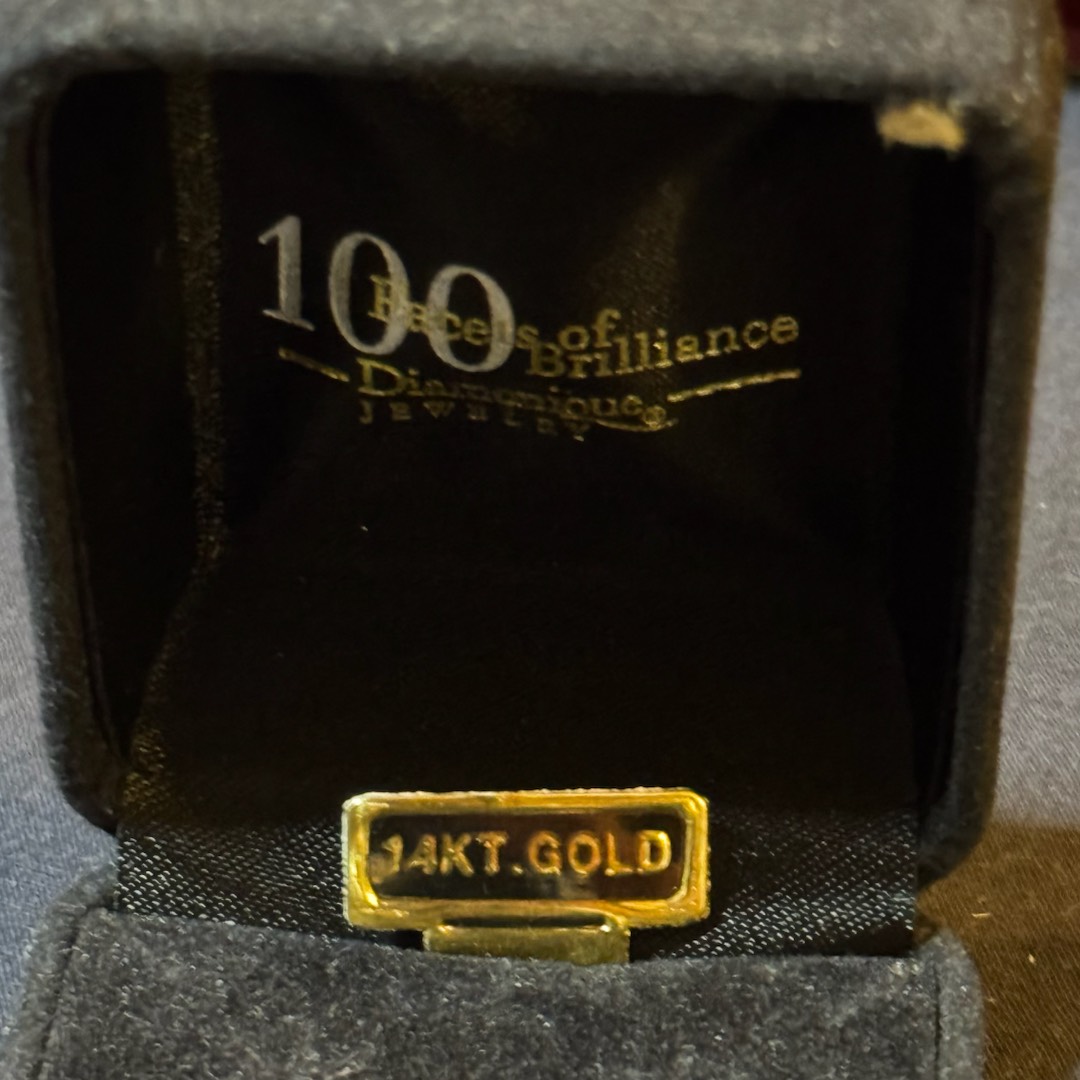 100
Facets of
Brilliance
Diamonique®
JEWELRY
14KT.GOLD